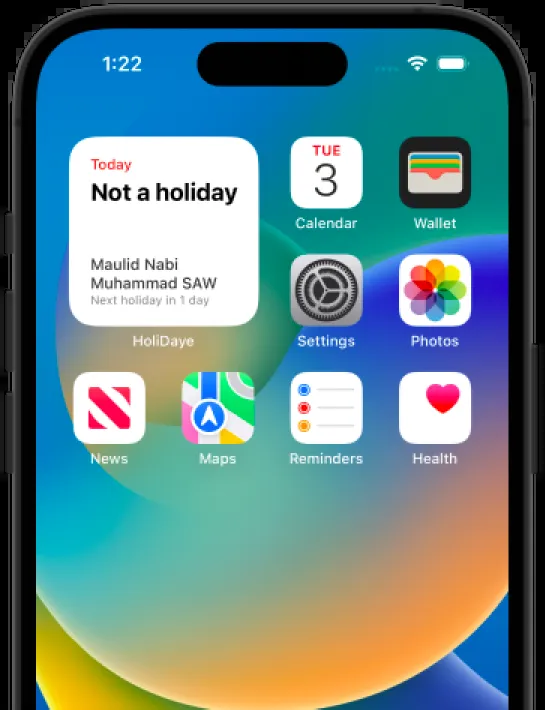 1:22
Today
Not a holiday
Maulid Nabi
Muhammad SAW
Next holiday in 1 day
HoliDaye
TUE
3
Calendar
Wallet
Settings
Photos
News
Maps
Reminders
Health